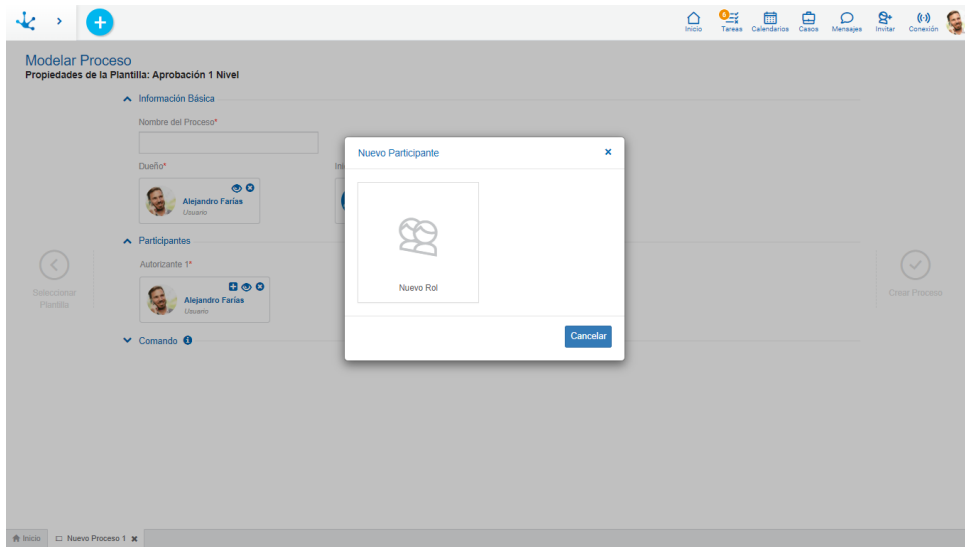 6
Inicio Tareas Calendarios Casos Mensajes Invitar Conexión
Modelar Proceso
Propiedades de la Plantilla: Aprobación 1 Nivel
Información Básica
Nombre del Proceso*
Dueño*
Alejandro Farías
Usuario
Nuevo Participante
Nuevo Rol
Cancelar
Participantes
Autorizante 1*
Alejandro Farías
Usuario
Seleccionar
Plantilla
Crear Proceso
Comando
Inicio Nuevo Proceso 1